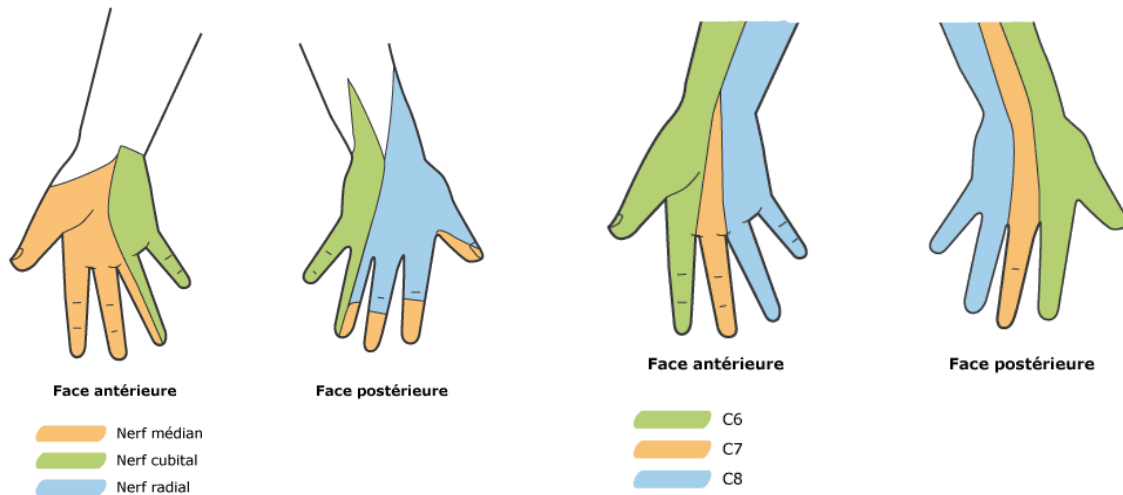 Face antérieure
Face postérieure
Nerf médian
Nerf cubital
Nerf radial
Face antérieure
Face postérieure
C6
C7
C8